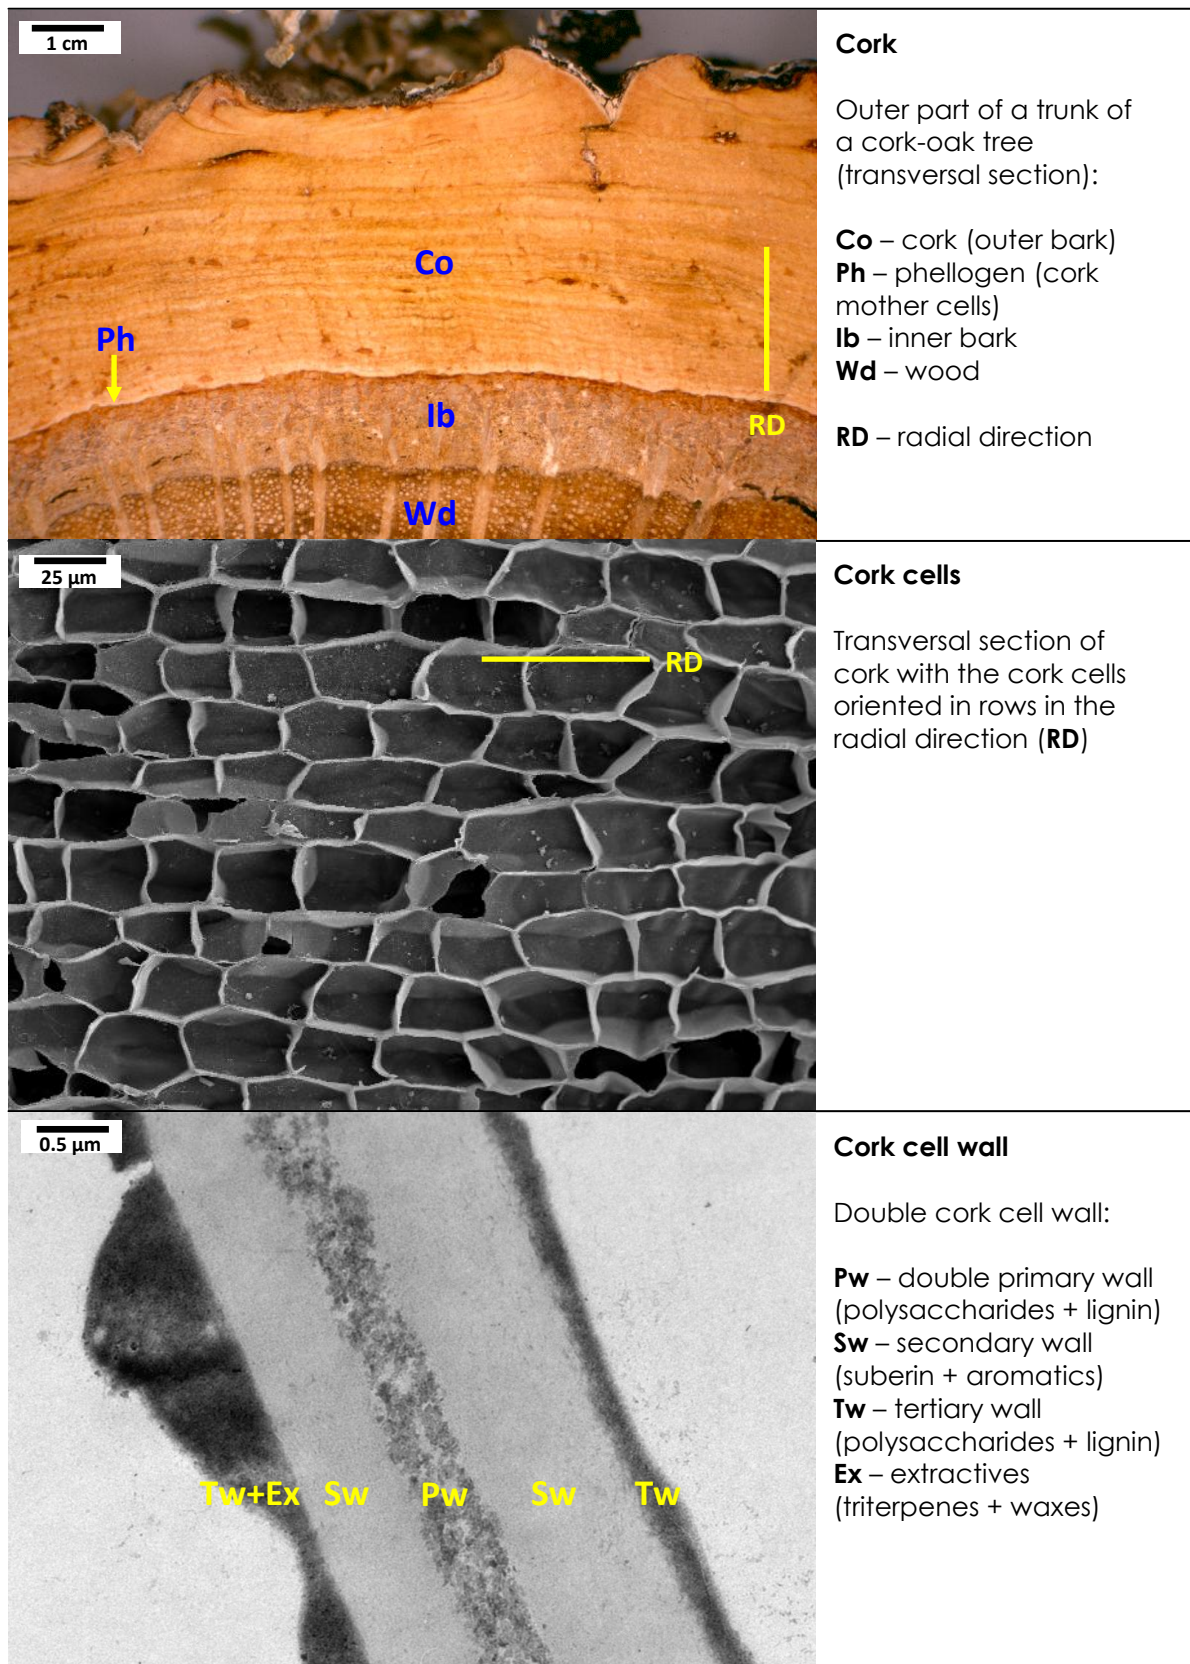 1 cm
Co
Ph
Ib
RD
Wd
Cork
Outer part of a trunk of
a cork-oak tree
(transversal section):
Co – cork (outer bark)
Ph – phellogen (cork
mother cells)
Ib – inner bark
Wd – wood
RD – radial direction
25 µm
RD
Cork cells
Transversal section of
cork with the cork cells
oriented in rows in the
radial direction (RD)
0.5 µm
Tw+Ex Sw Pw Sw Tw
Cork cell wall
Double cork cell wall:
Pw – double primary wall
(polysaccharides + lignin)
Sw – secondary wall
(suberin + aromatics)
Tw – tertiary wall
(polysaccharides + lignin)
Ex – extractives
(triterpenes + waxes)